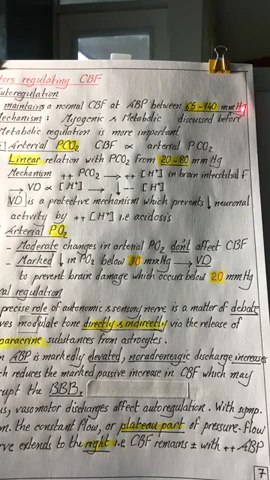 tors regulating CBF
utoregulation
maintains a normal CBF at ABP between 65-140 mmHg
echanism: Myogenic & Metabolic discussed before
etabolic regulation is more important.
Arterial PCO2 CBF ∝ arterial PCO2
Linear relation with PCO2 from 20-80 mmHg
Mechanism ++ PCO2 → ++ [H+] in brain interstitial F
→ VD ∝ [H+] → ↓ -- [H+]
VD is a protective mechanism which prevents ↓ neuronal
activity by ++ [H+] i.e acidosis
Arterial PO2
- Moderate changes in arterial PO2 dont affect CBF
- Marked ↓ in PO2 below 30 mmHg → VD
to prevent brain damage which occurs below 20 mmHg
al regulation
precise role of autonomic & sensory nerve is a matter of debate
ves modulate tone directly & indirectly via the release of
paracrine substances from astrocytes.
n ABP is markedly elevated, noradrenergic discharge increases
ch reduces the marked passive increase in CBF which may
rupt the BBB.
us, vasomotor discharges affect autoregulation. With symp.
m. the constant flow, or plateau part of pressure-flow
rve extends to the right i.e CBF remains ± with ++ ABP
7